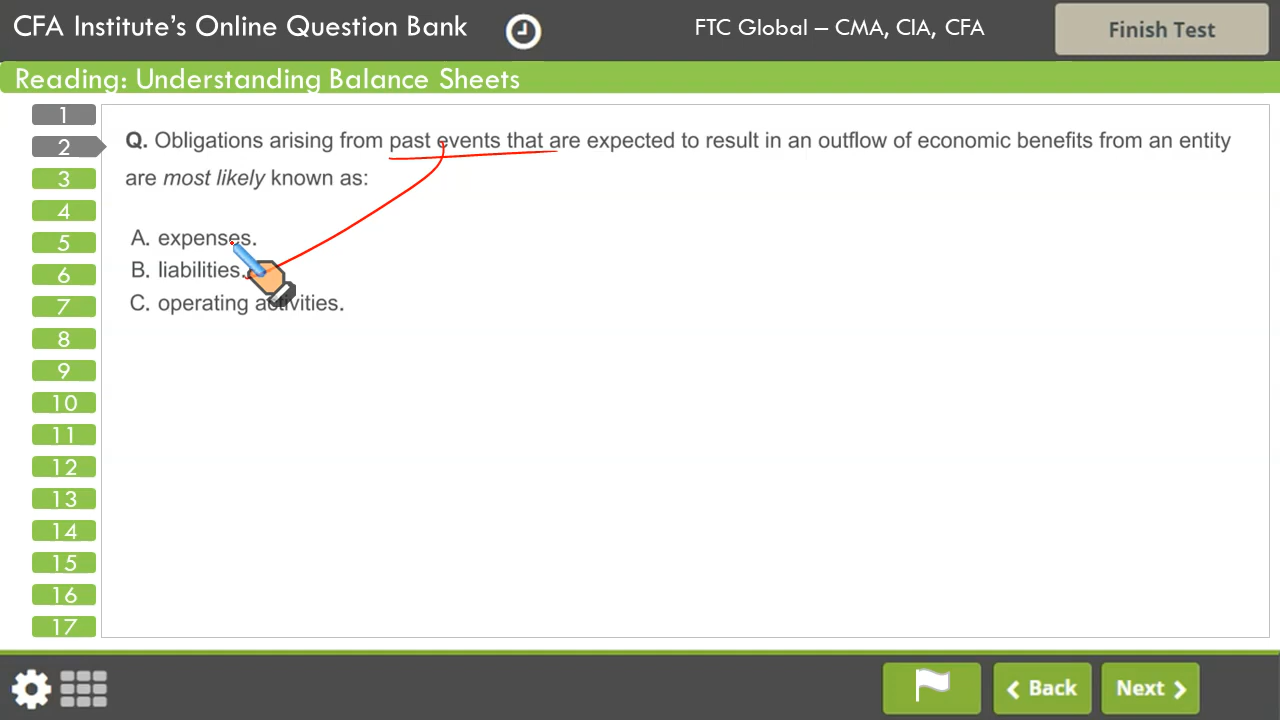 CFA Institute's Online Question Bank
FTC Global – CMA, CIA, CFA
Finish Test
Reading: Understanding Balance Sheets
1
2
3
4
5
6
7
8
9
10
11
12
13
14
15
16
17
Q. Obligations arising from past events that are expected to result in an outflow of economic benefits from an entity
are most likely known as:
A. expenses.
B. liabilities.
C. operating activities.
Back
Next